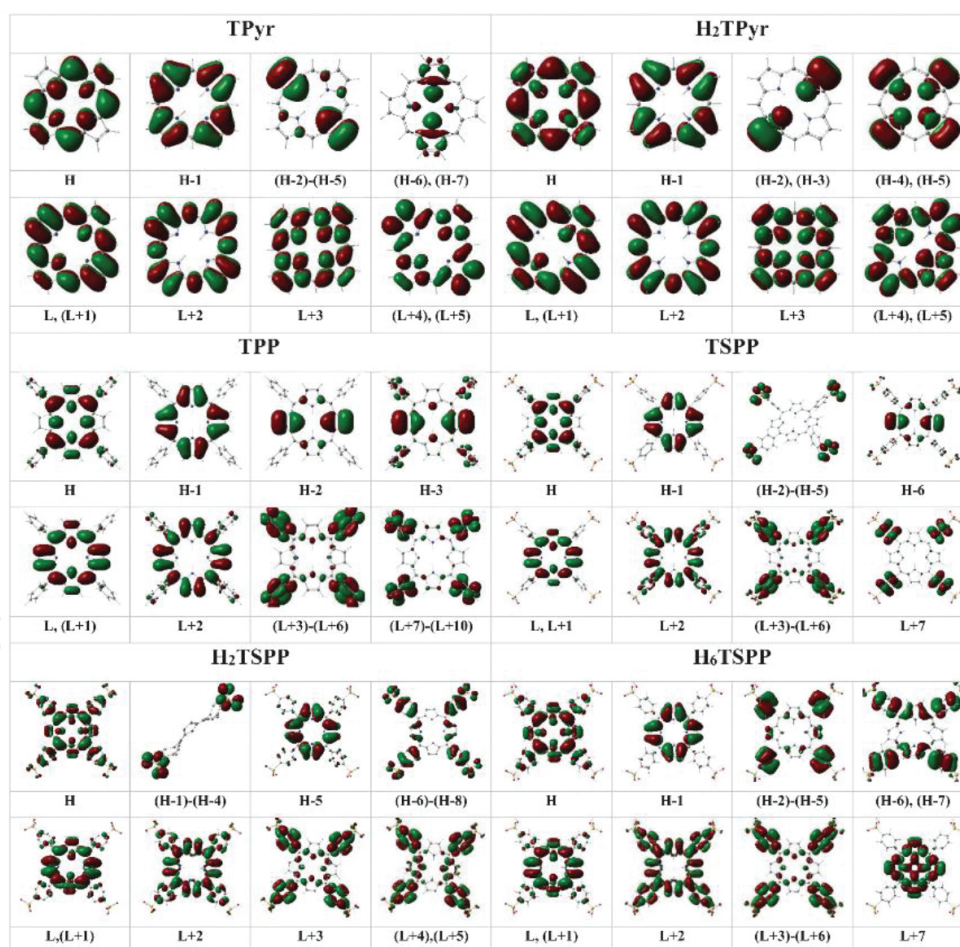 TPyr H₂TPyr
H H-1 (H-2)-(H-5) (H-6), (H-7) H H-1 (H-2), (H-3) (H-4), (H-5)
L, (L+1) L+2 L+3 (L+4), (L+5) L, (L+1) L+2 L+3 (L+4), (L+5)
TPP TSPP
H H-1 H-2 H-3 H H-1 (H-2)-(H-5) H-6
L, (L+1) L+2 (L+3)-(L+6) (L+7)-(L+10) L, L+1 L+2 (L+3)-(L+6) L+7
H₂TSPP H₆TSPP
H (H-1)-(H-4) H-5 (H-6)-(H-8) H H-1 (H-2)-(H-5) (H-6), (H-7)
L,(L+1) L+2 L+3 (L+4),(L+5) L, (L+1) L+2 (L+3)-(L+6) L+7